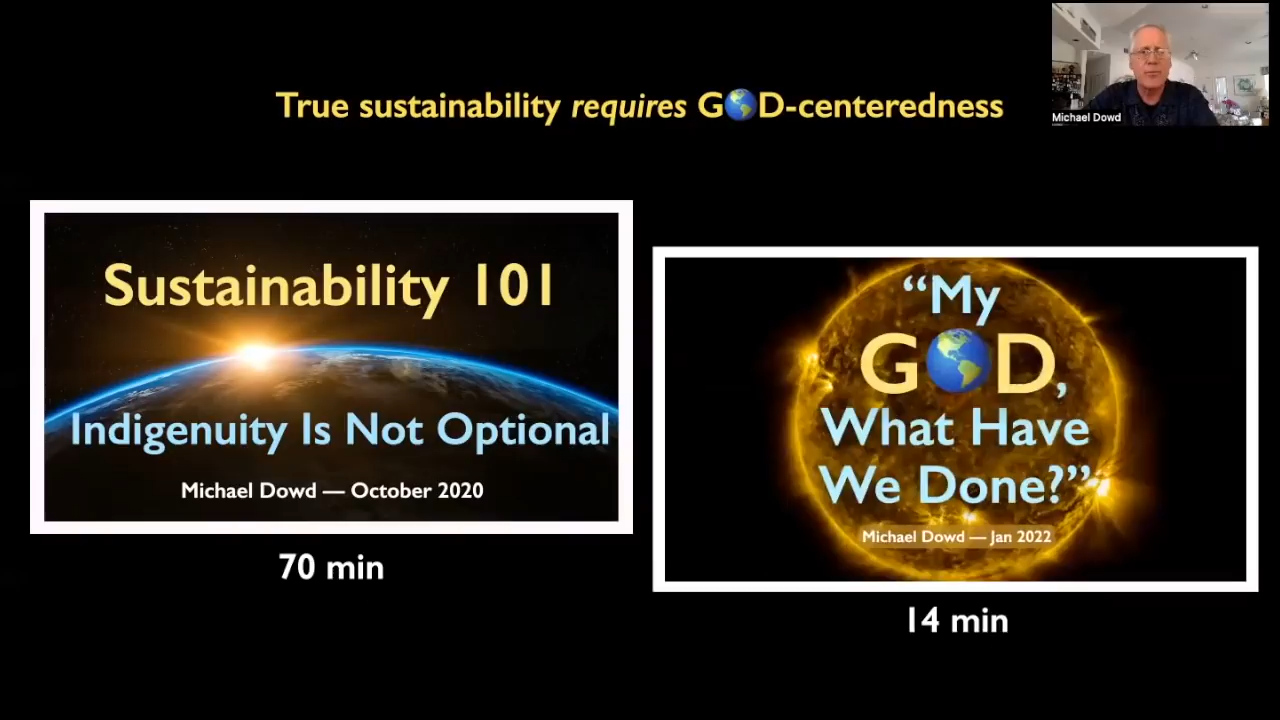 True sustainability requires G🌎D-centeredness
Michael Dowd
Sustainability 101
Indigenuity Is Not Optional
Michael Dowd — October 2020
70 min
“My
G🌎D,
What Have
We Done?”
Michael Dowd — Jan 2022
14 min